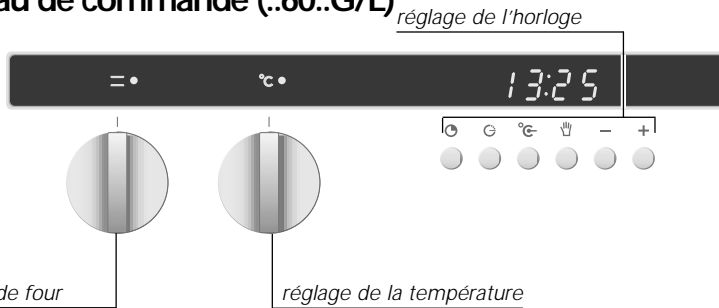 au de commande (..60..G/L)
réglage de l'horloge
°c
13:25
°c
– +
de four
réglage de la température